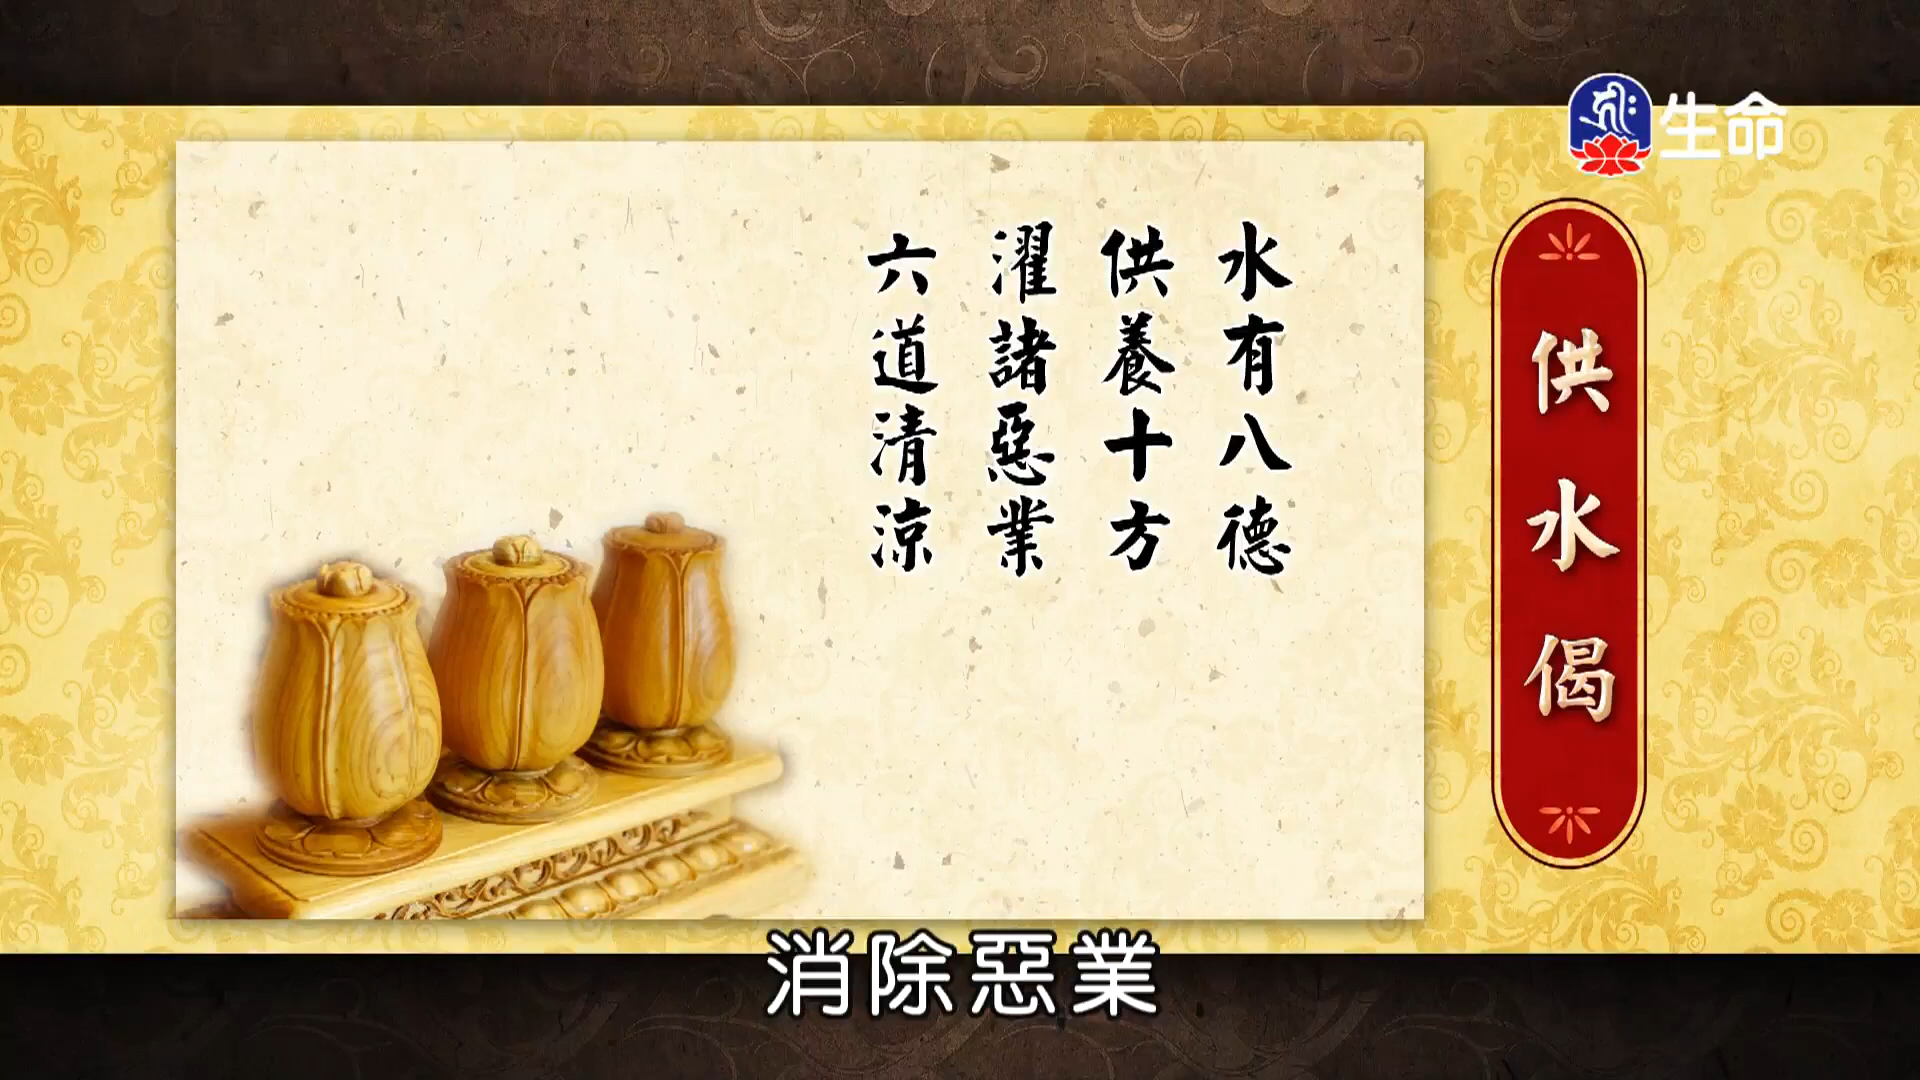 生命
供水偈
水有八德
供養十方
濯諸惡業
六道清涼
消除惡業